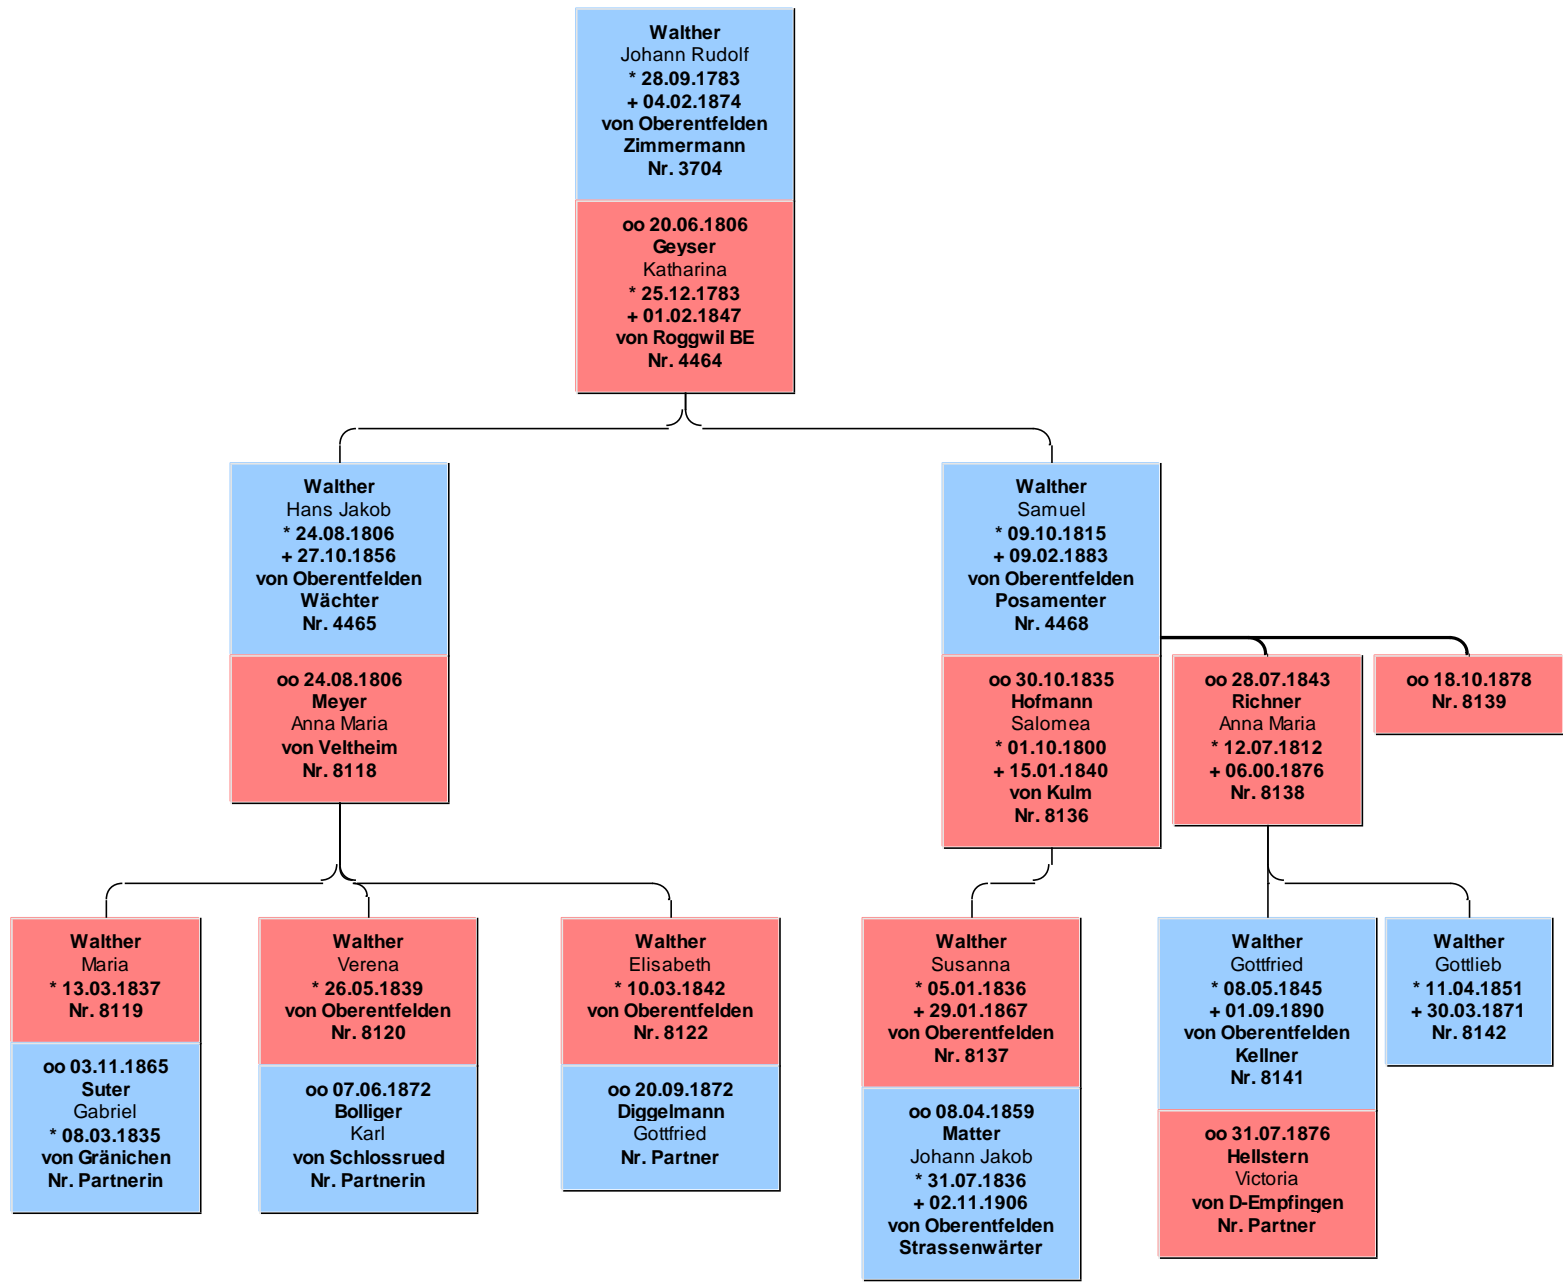 Walther
Johann Rudolf
* 28.09.1783
+ 04.02.1874
von Oberentfelden
Zimmermann
Nr. 3704
oo 20.06.1806
Geyser
Katharina
* 25.12.1783
+ 01.02.1847
von Roggwil BE
Nr. 4464
Walther
Hans Jakob
* 24.08.1806
+ 27.10.1856
von Oberentfelden
Wächter
Nr. 4465
oo 24.08.1806
Meyer
Anna Maria
von Veltheim
Nr. 8118
Walther
Samuel
* 09.10.1815
+ 09.02.1883
von Oberentfelden
Posamenter
Nr. 4468
oo 30.10.1835
Hofmann
Salomea
* 01.10.1800
+ 15.01.1840
von Kulm
Nr. 8136
oo 28.07.1843
Richner
Anna Maria
* 12.07.1812
+ 06.00.1876
Nr. 8138
oo 18.10.1878
Nr. 8139
Walther
Maria
* 13.03.1837
Nr. 8119
oo 03.11.1865
Suter
Gabriel
* 08.03.1835
von Gränichen
Nr. Partnerin
Walther
Verena
* 26.05.1839
von Oberentfelden
Nr. 8120
oo 07.06.1872
Bolliger
Karl
von Schlossrued
Nr. Partnerin
Walther
Elisabeth
* 10.03.1842
von Oberentfelden
Nr. 8122
oo 20.09.1872
Diggelmann
Gottfried
Nr. Partner
Walther
Susanna
* 05.01.1836
+ 29.01.1867
von Oberentfelden
Nr. 8137
oo 08.04.1859
Matter
Johann Jakob
* 31.07.1836
+ 02.11.1906
von Oberentfelden
Strassenwärter
Walther
Gottfried
* 08.05.1845
+ 01.09.1890
von Oberentfelden
Kellner
Nr. 8141
oo 31.07.1876
Hellstern
Victoria
von D-Empfingen
Nr. Partner
Walther
Gottlieb
* 11.04.1851
+ 30.03.1871
Nr. 8142